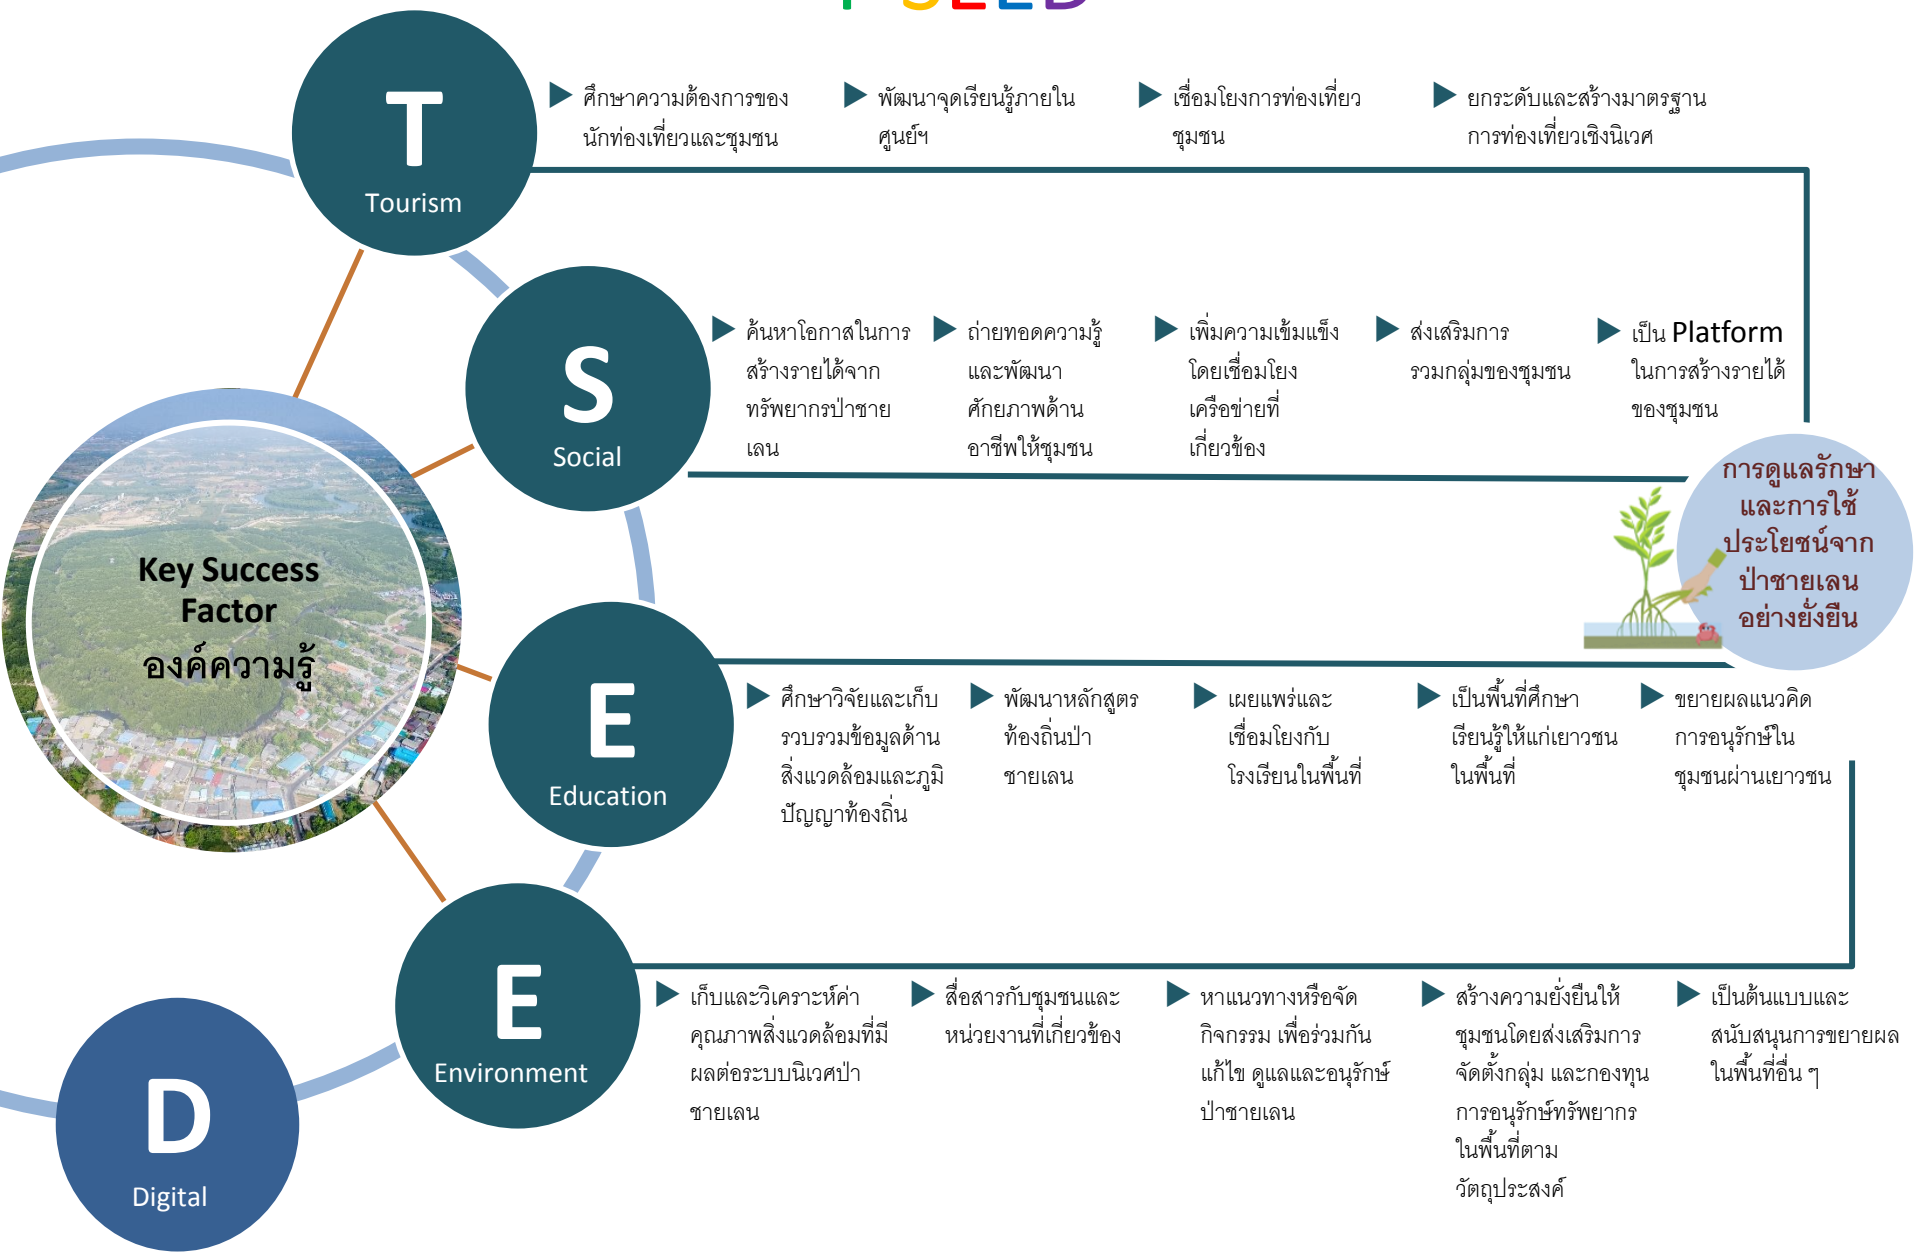 T-SEED
T
Tourism
ศึกษาความต้องการของ
นักท่องเที่ยวและชุมชน
พัฒนาจุดเรียนรู้ภายใน
ศูนย์ฯ
เชื่อมโยงการท่องเที่ยว
ชุมชน
ยกระดับและสร้างมาตรฐาน
การท่องเที่ยวเชิงนิเวศ
S
Social
ค้นหาโอกาสในการ
สร้างรายได้จาก
ทรัพยากรป่าชาย
เลน
ถ่ายทอดความรู้
และพัฒนา
ศักยภาพด้าน
อาชีพให้ชุมชน
เพิ่มความเข้มแข็ง
โดยเชื่อมโยง
เครือข่ายที่
เกี่ยวข้อง
ส่งเสริมการ
รวมกลุ่มของชุมชน
เป็น Platform
ในการสร้างรายได้
ของชุมชน
การดูแลรักษา
และการใช้
ประโยชน์จาก
ป่าชายเลน
อย่างยั่งยืน
Key Success
Factor
องค์ความรู้
E
Education
ศึกษาวิจัยและเก็บ
รวบรวมข้อมูลด้าน
สิ่งแวดล้อมและภูมิ
ปัญญาท้องถิ่น
พัฒนาหลักสูตร
ท้องถิ่นป่า
ชายเลน
เผยแพร่และ
เชื่อมโยงกับ
โรงเรียนในพื้นที่
เป็นพื้นที่ศึกษา
เรียนรู้ให้แก่เยาวชน
ในพื้นที่
ขยายผลแนวคิด
การอนุรักษ์ใน
ชุมชนผ่านเยาวชน
E
Environment
เก็บและวิเคราะห์ค่า
คุณภาพสิ่งแวดล้อมที่มี
ผลต่อระบบนิเวศป่า
ชายเลน
สื่อสารกับชุมชนและ
หน่วยงานที่เกี่ยวข้อง
หาแนวทางหรือจัด
กิจกรรม เพื่อร่วมกัน
แก้ไข ดูแลและอนุรักษ์
ป่าชายเลน
สร้างความยั่งยืนให้
ชุมชนโดยส่งเสริมการ
จัดตั้งกลุ่ม และกองทุน
การอนุรักษ์ทรัพยากร
ในพื้นที่ตาม
วัตถุประสงค์
เป็นต้นแบบและ
สนับสนุนการขยายผล
ในพื้นที่อื่น ๆ
D
Digital